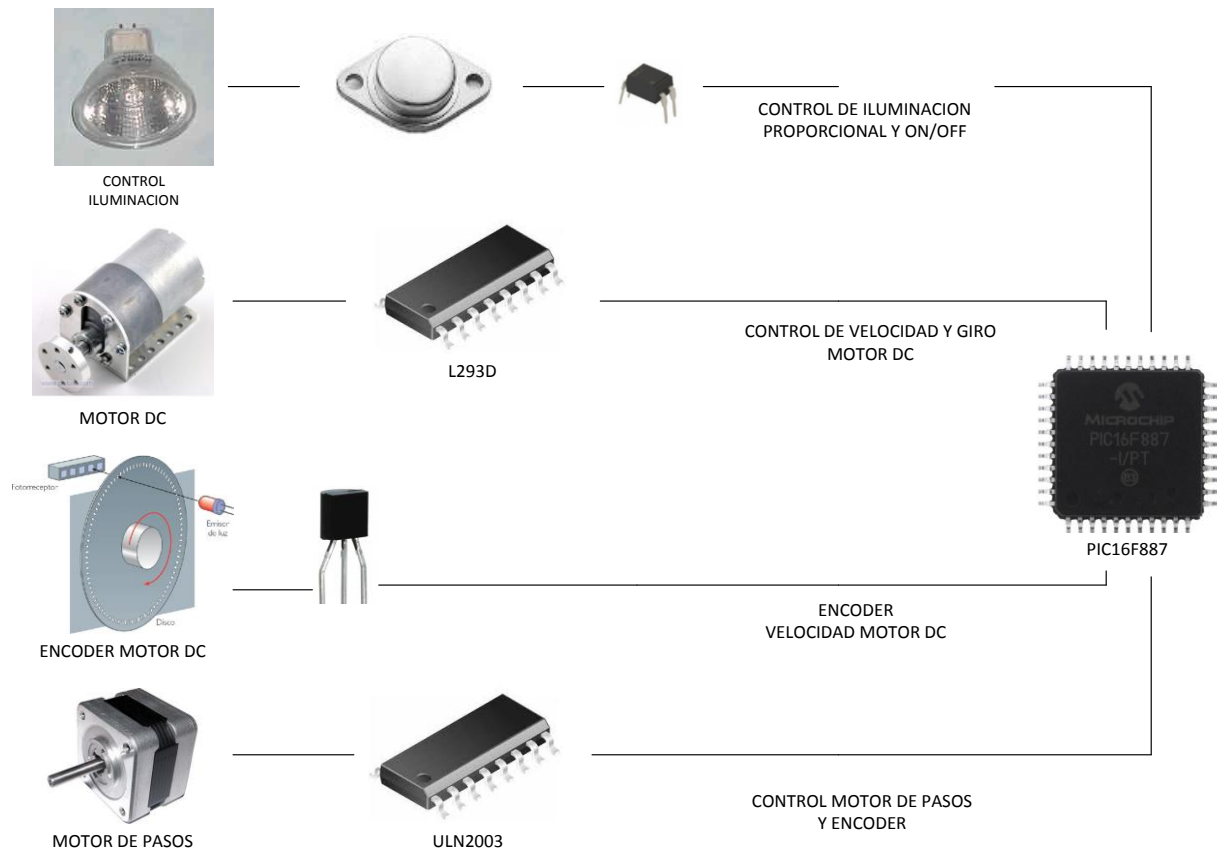 CONTROL DE ILUMINACION
PROPORCIONAL Y ON/OFF
CONTROL
ILUMINACION
CONTROL DE VELOCIDAD Y GIRO
MOTOR DC
L293D
MOTOR DC
MICROCHIP
PIC16F887
-I/PT
PIC16F887
Fotorreceptor
Emisor
de luz
Disco
ENCODER
VELOCIDAD MOTOR DC
ENCODER MOTOR DC
CONTROL MOTOR DE PASOS
Y ENCODER
MOTOR DE PASOS
ULN2003